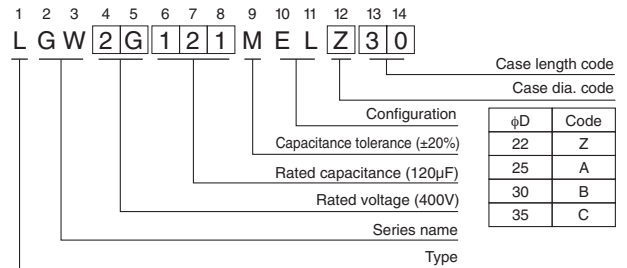 1 2 3 4 5 6 7 8 9 10 11 12 13 14
L G W 2 G 1 2 1 M E L Z 3 0
Case length code
Case dia. code
Configuration
Capacitance tolerance (±20%)
Rated capacitance (120µF)
Rated voltage (400V)
Series name
Type
ϕD Code
22 Z
25 A
30 B
35 C